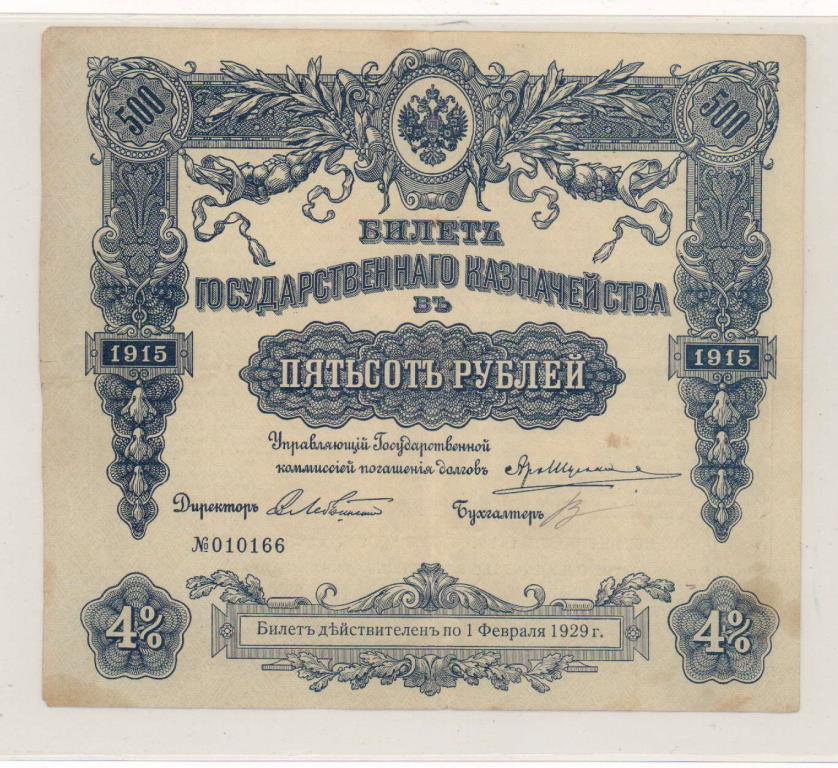 500 500
БИЛЕТЪ
ГОСУДАРСТВЕННАГО КАЗНАЧЕЙСТВА
ВЪ
1915 1915
ПЯТЬСОТЪ РУБЛЕЙ
Управляющій Государственной
коммиссіей погашенія долговъ
Директоръ Бухгалтеръ
№010166
4% 4%
Билетъ дѣйствителенъ по 1 Февраля 1929 г.